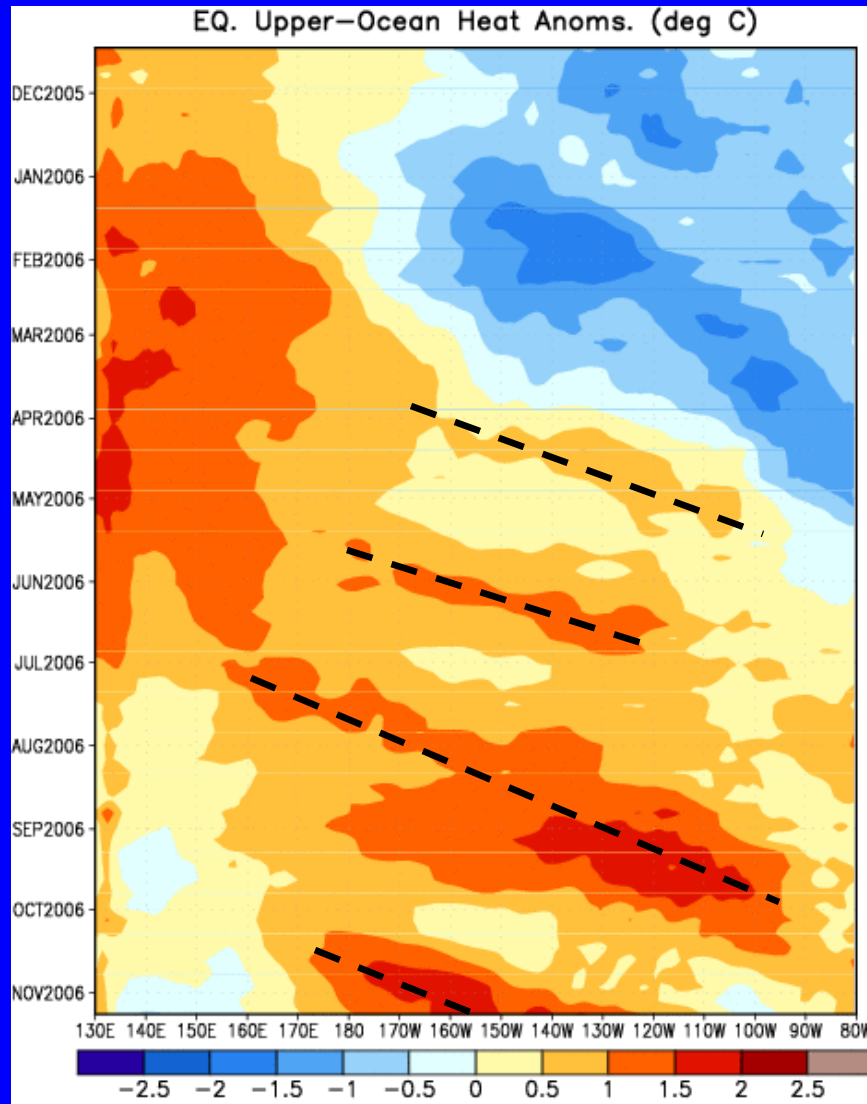 EQ. Upper-Ocean Heat Anoms. (deg C)
DEC2005
JAN2006
FEB2006
MAR2006
APR2006
MAY2006
JUN2006
JUL2006
AUG2006
SEP2006
OCT2006
NOV2006
130E 140E 150E 160E 170E 180 170W 160W 150W 140W 130W 120W 110W 100W 90W 80W
-2.5 -2 -1.5 -1 -0.5 0 0.5 1 1.5 2 2.5